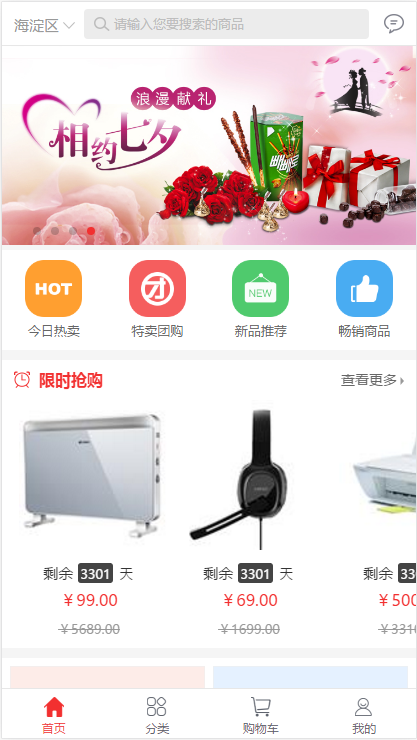 海淀区
请输入您要搜索的商品
浪漫献礼
相约七夕
HOT
团
NEW
今日热卖
特卖团购
新品推荐
畅销商品
限时抢购
查看更多
剩余 3301 天
剩余 3301 天
剩余 33
￥99.00
￥69.00
￥500
￥5689.00
￥1699.00
￥331
首页
分类
购物车
我的